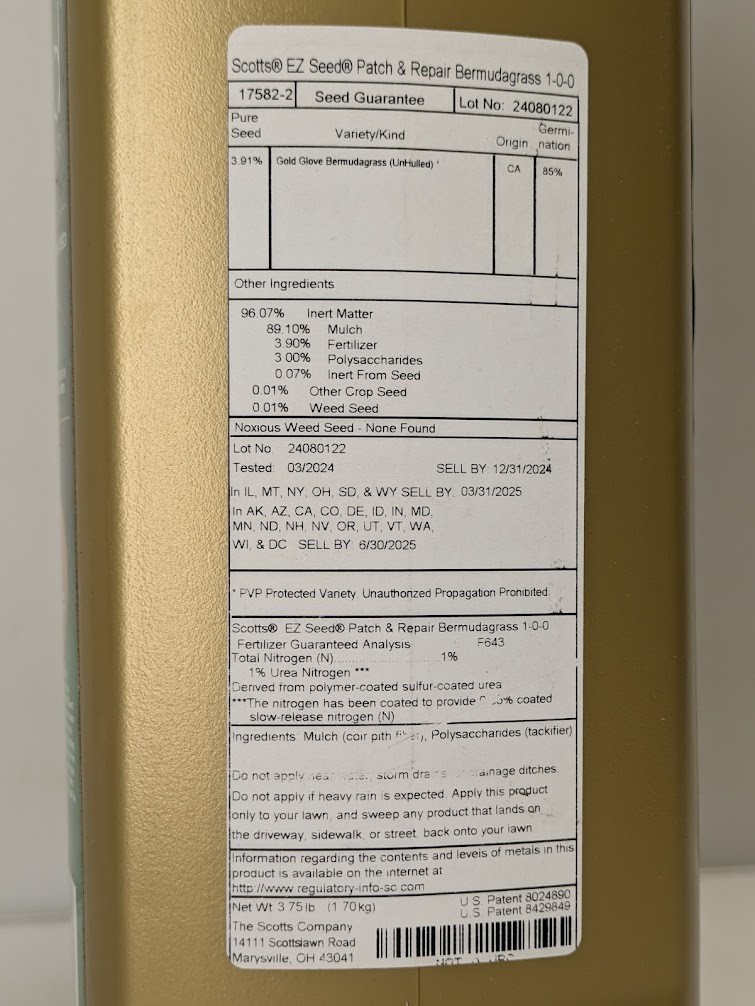 Scotts® EZ Seed® Patch & Repair Bermudagrass 1-0-0
17582-2 Seed Guarantee Lot No: 24080122
Pure Seed Variety/Kind Origin Germi-nation
3.91% Gold Glove Bermudagrass (UnHulled) * CA 85%
Other Ingredients
96.07% Inert Matter
89.10% Mulch
3.90% Fertilizer
3.00% Polysaccharides
0.07% Inert From Seed
0.01% Other Crop Seed
0.01% Weed Seed
Noxious Weed Seed - None Found
Lot No. 24080122
Tested: 03/2024 SELL BY: 12/31/2024
In IL, MT, NY, OH, SD, & WY SELL BY: 03/31/2025
In AK, AZ, CA, CO, DE, ID, IN, MD,
MN, ND, NH, NV, OR, UT, VT, WA,
WI, & DC SELL BY: 6/30/2025
* PVP Protected Variety. Unauthorized Propagation Prohibited.
Scotts® EZ Seed® Patch & Repair Bermudagrass 1-0-0
Fertilizer Guaranteed Analysis F643
Total Nitrogen (N)..................... 1%
1% Urea Nitrogen ***
Derived from polymer-coated sulfur-coated urea
***The nitrogen has been coated to provide coated
slow-release nitrogen (N)
Ingredients: Mulch (coir pith Polysaccharides (tackifier)
Do not apply storm drainage ditches.
Do not apply if heavy rain is expected. Apply this product
only to your lawn, and sweep any product that lands on
the driveway, sidewalk, or street, back onto your lawn
Information regarding the contents and levels of metals in this
product is available on the internet at
http://www.regulatory-info-sc.com
Net Wt 3.75 lb (1.70kg) U.S. Patent 8024890
U.S. Patent 8429849
The Scotts Company
14111 Scottslawn Road
Marysville, OH 43041